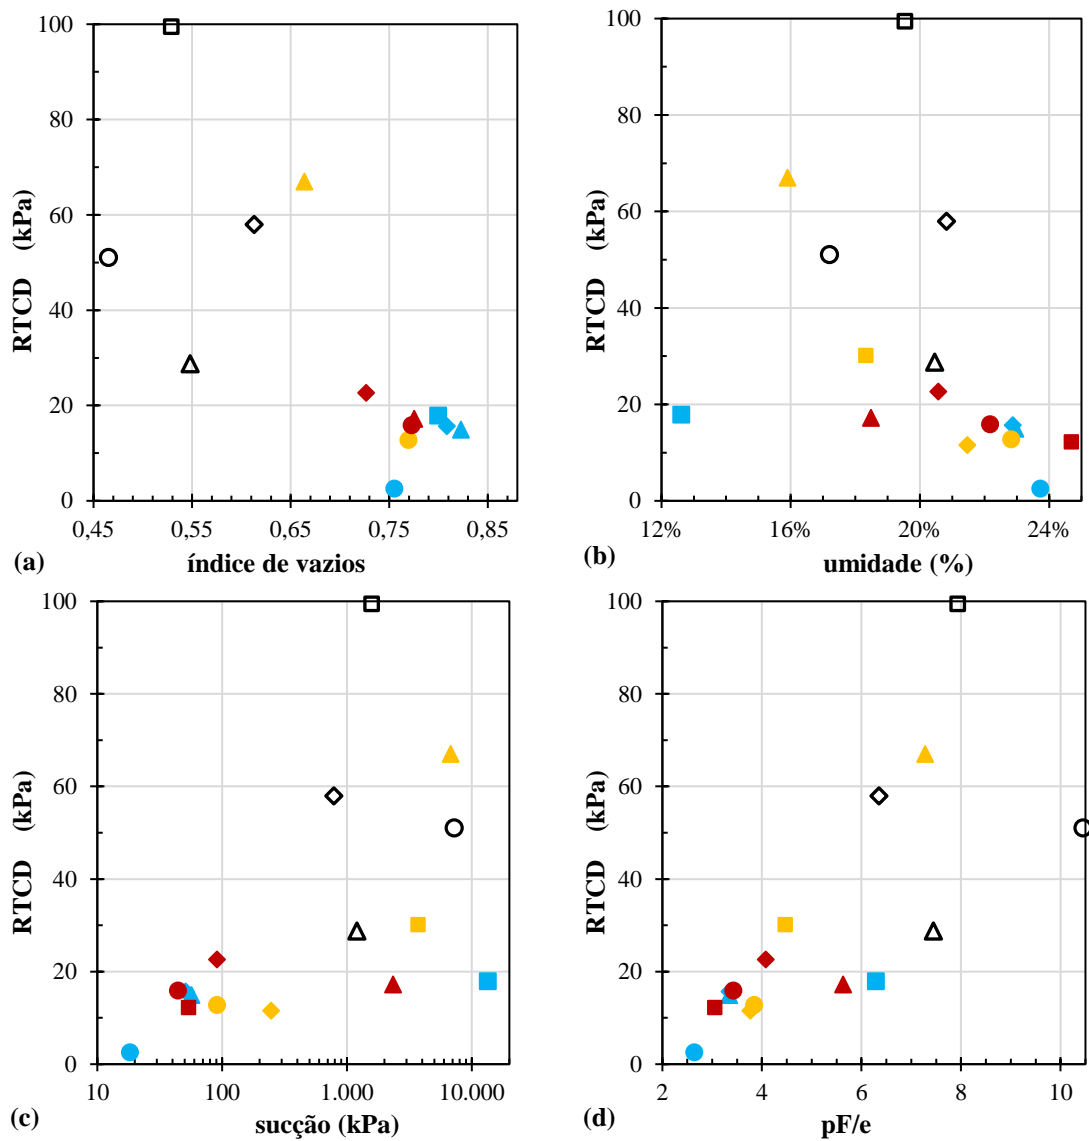 100
80
60
40
20
0
RTCD (kPa)
0,45 0,55 0,65 0,75 0,85
(a) índice de vazios
100
80
60
40
20
0
RTCD (kPa)
12% 16% 20% 24%
(b) umidade (%)
100
80
60
40
20
0
RTCD (kPa)
10 100 1.000 10.000
(c) sucção (kPa)
100
80
60
40
20
0
RTCD (kPa)
2 4 6 8 10
(d) pF/e